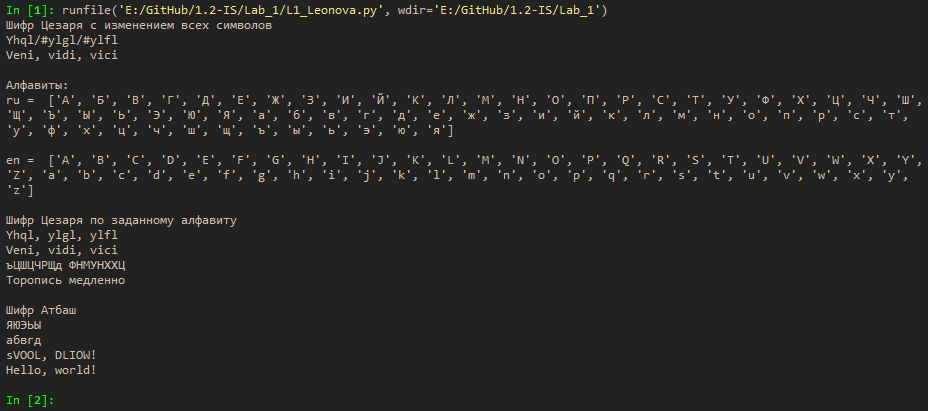 In [1]: runfile('E:/GitHub/1.2-IS/Lab_1/L1_Leonova.py', wdir='E:/GitHub/1.2-IS/Lab_1')
Шифр Цезаря с изменением всех символов
Yhql/#ylgl/#ylfl
Veni, vidi, vici
Алфавиты:
ru =  ['А', 'Б', 'В', 'Г', 'Д', 'Е', 'Ж', 'З', 'И', 'Й', 'К', 'Л', 'М', 'Н', 'О', 'П', 'Р', 'С', 'Т', 'У', 'Ф', 'Х', 'Ц', 'Ч', 'Ш',
'Щ', 'Ъ', 'Ы', 'Ь', 'Э', 'Ю', 'Я', 'а', 'б', 'в', 'г', 'д', 'е', 'ж', 'з', 'и', 'й', 'к', 'л', 'м', 'н', 'о', 'п', 'р', 'с', 'т',
'у', 'ф', 'х', 'ц', 'ч', 'ш', 'щ', 'ъ', 'ы', 'ь', 'э', 'ю', 'я']
en =  ['A', 'B', 'C', 'D', 'E', 'F', 'G', 'H', 'I', 'J', 'K', 'L', 'M', 'N', 'O', 'P', 'Q', 'R', 'S', 'T', 'U', 'V', 'W', 'X', 'Y',
'Z', 'a', 'b', 'c', 'd', 'e', 'f', 'g', 'h', 'i', 'j', 'k', 'l', 'm', 'n', 'o', 'p', 'q', 'r', 's', 't', 'u', 'v', 'w', 'x', 'y',
'z']
Шифр Цезаря по заданному алфавиту
Yhql, ylgl, ylfl
Veni, vidi, vici
ъЦШЦЧРЩд ФНМУНХХЦ
Торопись медленно
Шифр Атбаш
ЯЮЭЬЫ
абвгд
sVOOL, DLIOW!
Hello, world!
In [2]: